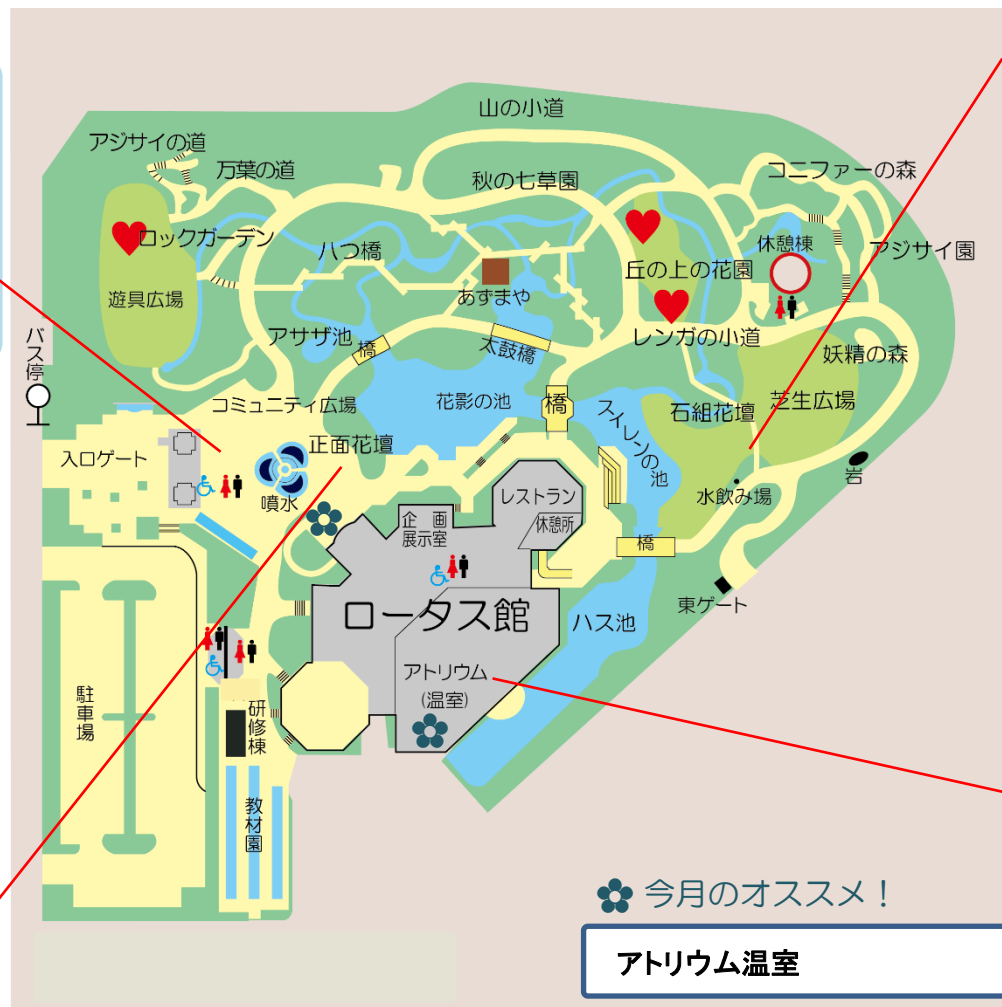 山の小道
アジサイの道
万葉の道
秋の七草園
コニファーの森
ロックガーデン
八つ橋
休憩棟
アジサイ園
丘の上の花園
遊具広場
あずまや
バス停
アサザ池
橋
太鼓橋
レンガの小道
妖精の森
コミュニティ広場
花影の池
橋
スイレンの池
石組花壇
芝生広場
入口ゲート
正面花壇
岩
噴水
レストラン
水飲み場
企画
展示室
休憩所
橋
東ゲート
ロータス館
ハス池
アトリウム
(温室)
駐車場
研修棟
教材園
今月のオススメ!
アトリウム温室